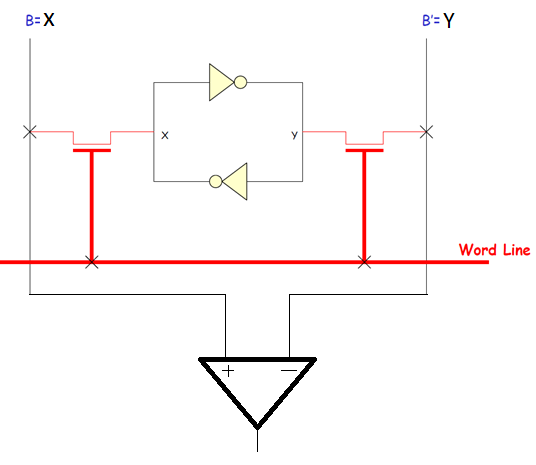 B= X
B'= Y
x
y
Word Line
+ −